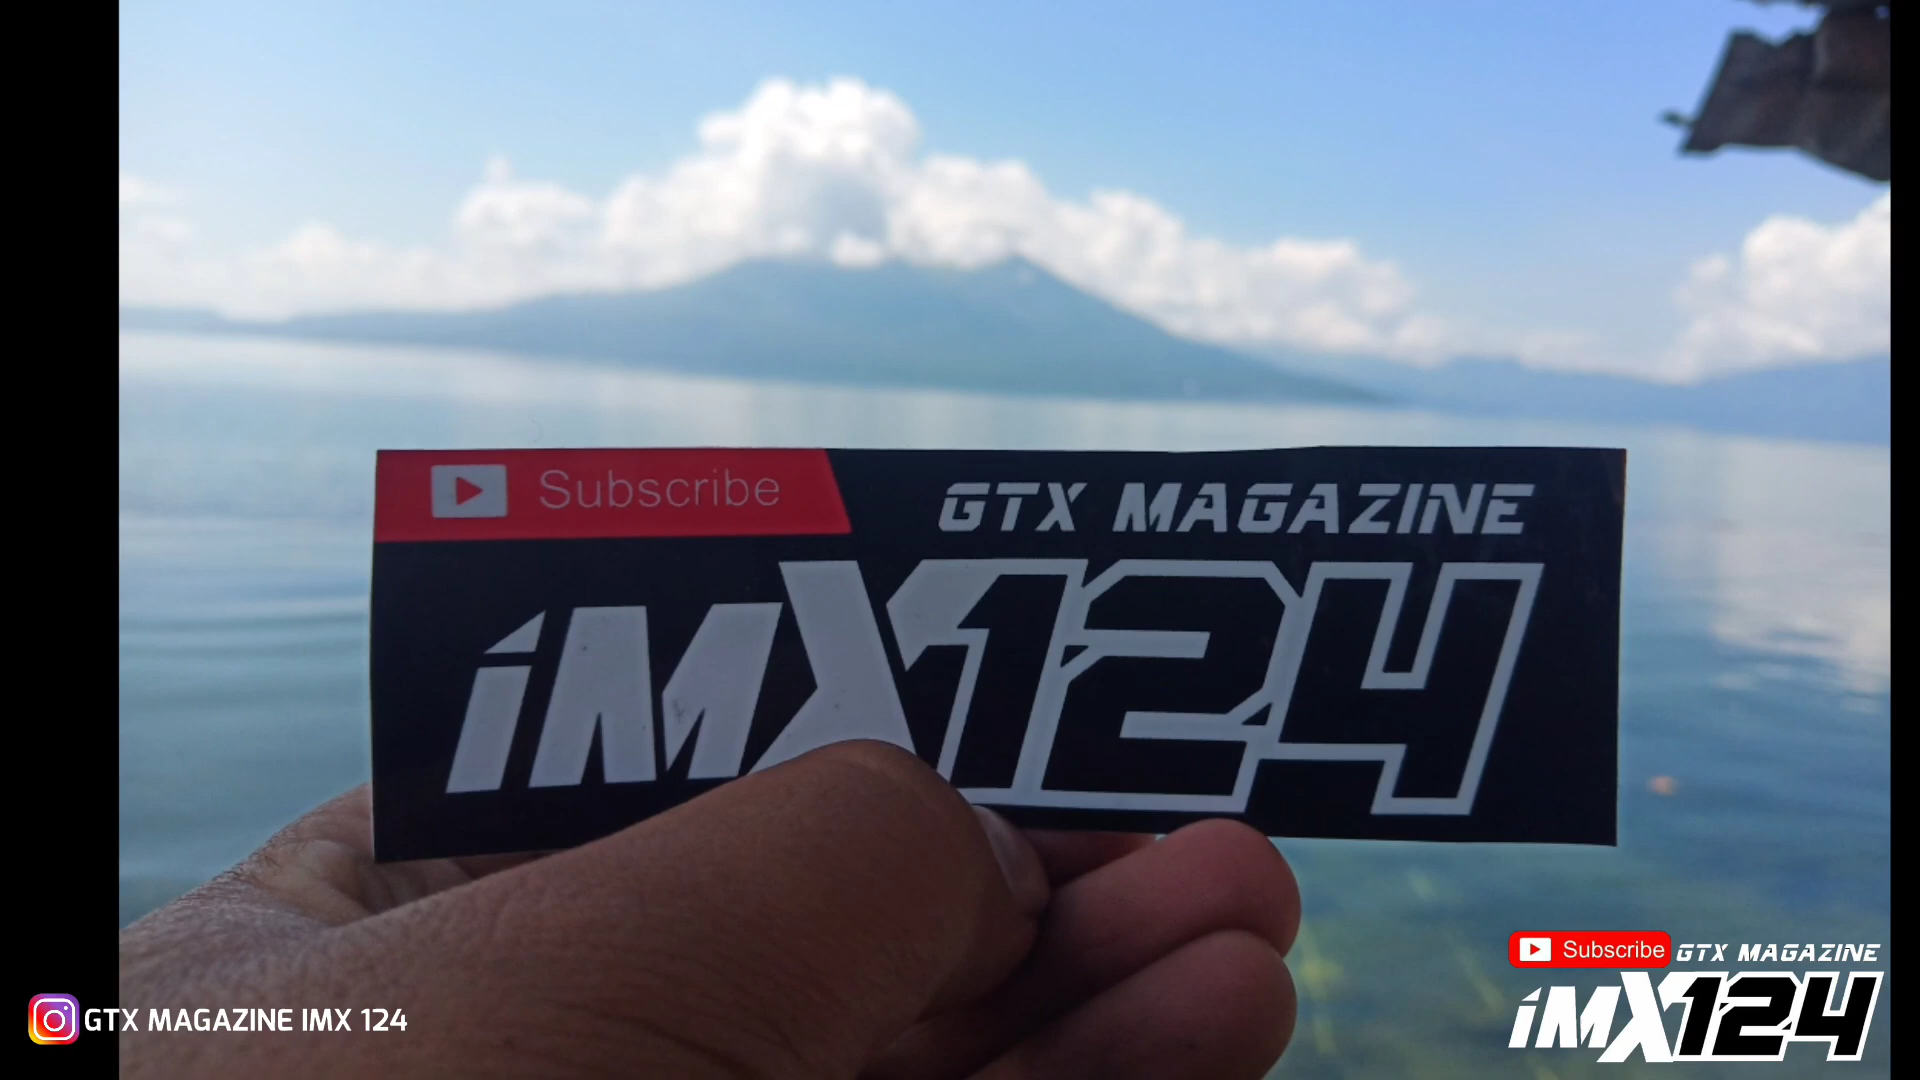 Subscribe
GTX MAGAZINE
iMX124
Subscribe GTX MAGAZINE
iMX124
GTX MAGAZINE IMX 124